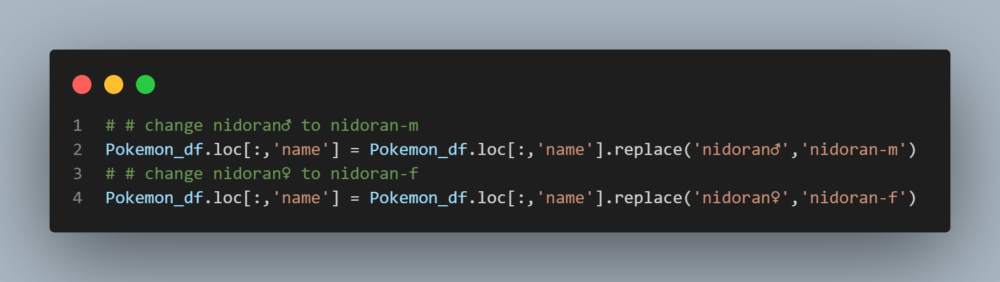 1 # # change nidoran♂ to nidoran-m
2 Pokemon_df.loc[:,'name'] = Pokemon_df.loc[:,'name'].replace('nidoran♂','nidoran-m')
3 # # change nidoran♀ to nidoran-f
4 Pokemon_df.loc[:,'name'] = Pokemon_df.loc[:,'name'].replace('nidoran♀','nidoran-f')